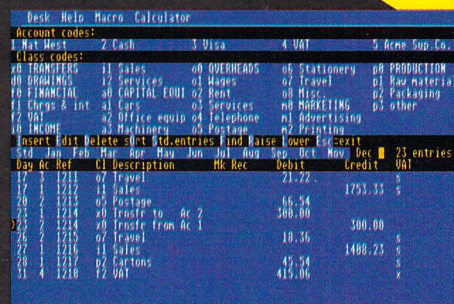 Desk Help Macro Calculator
Account codes:
1 Nat West 2 Cash 3 Visa 4 VAT 5 Acme Sup.Co.
Class codes:
x0 TRANSFERS i1 Sales o0 OVERHEADS o6 Stationery p0 PRODUCTION
d0 DRAWINGS i2 Services o1 Wages o7 Travel p1 Raw material
f0 FINANCIAL a0 CAPITAL EQUI o2 Rent o8 Misc. p2 Packaging
f1 Chrgs & int a1 Cars o3 Services m0 MARKETING p3 other
f2 VAT a2 Office equip o4 Telephone m1 Advertising
i0 INCOME a3 Machinery o5 Postage m2 Printing
Insert Edit Delete sOrt Std.entries Find Raise Lower Esc=exit
Std Jan Feb Mar Apr May Jun Jul Aug Sep Oct Nov Dec 23 entries
Day Ac Ref Cl Description Mk Rec Debit Credit VAT
17 1 1212 o7 Travel 21.22
17 1 1211 i1 Sales 1753.33 s
20 2 1213 o5 Postage 66.54
23 1 1214 x0 Trnsfr to Ac 2 300.00
23 2 1214 x0 Trnsfr from Ac 1 300.00
26 2 1215 o7 Travel 18.36 s
27 1 1216 i1 Sales 1408.23 s
28 1 1217 p2 Cartons 45.54 s
31 4 1218 f2 VAT 415.06 x